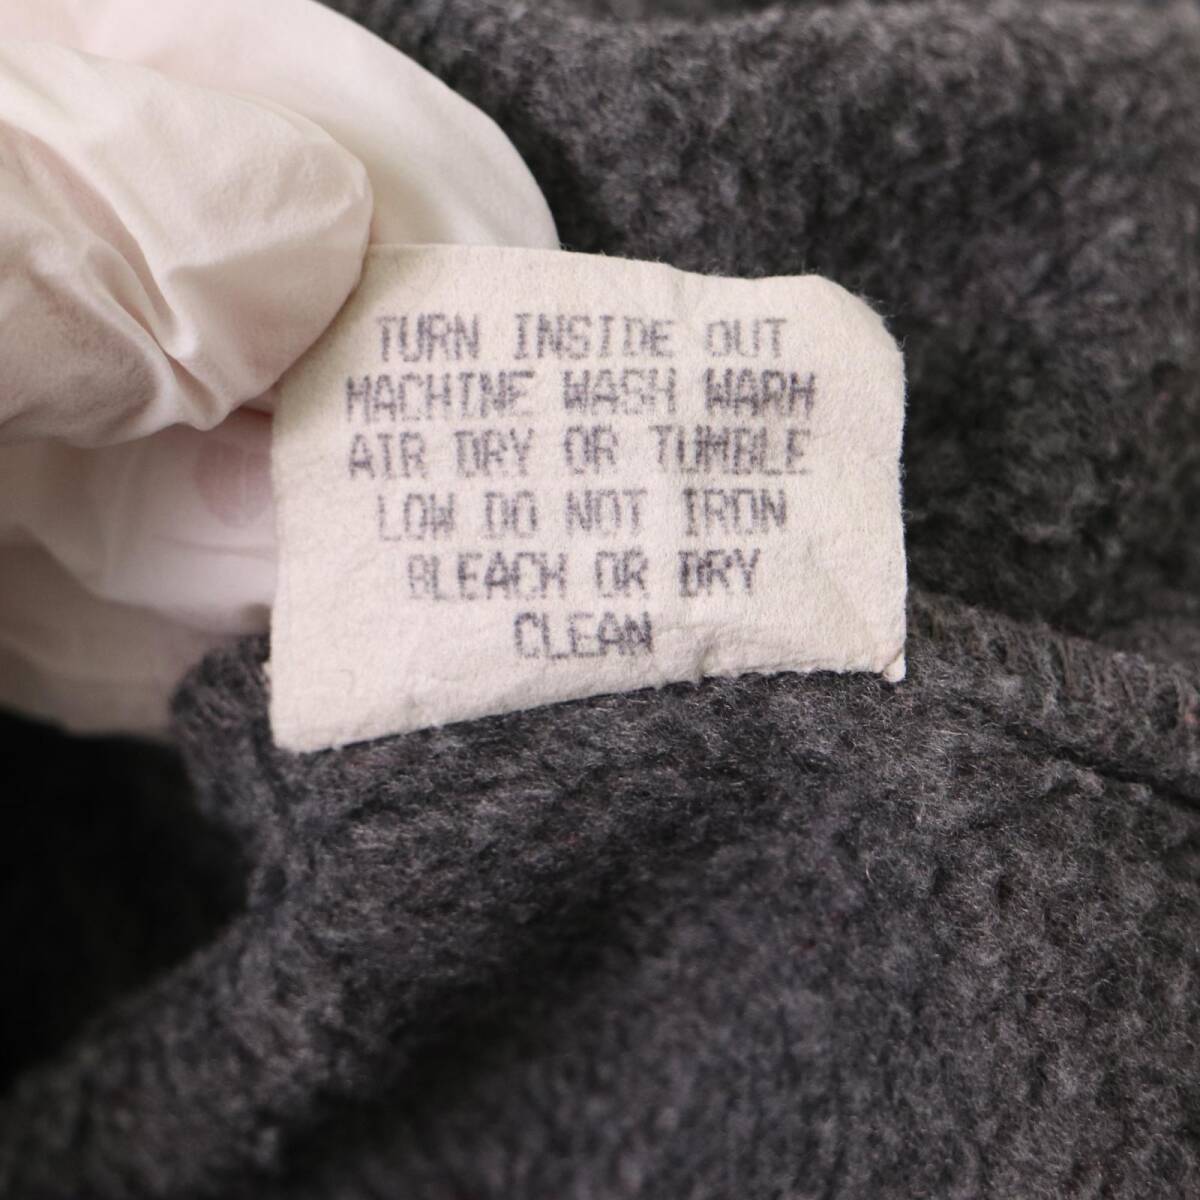 TURN INSIDE OUT
MACHINE WASH WARM
AIR DRY OR TUMBLE
LOW DO NOT IRON
BLEACH OR DRY
CLEAN